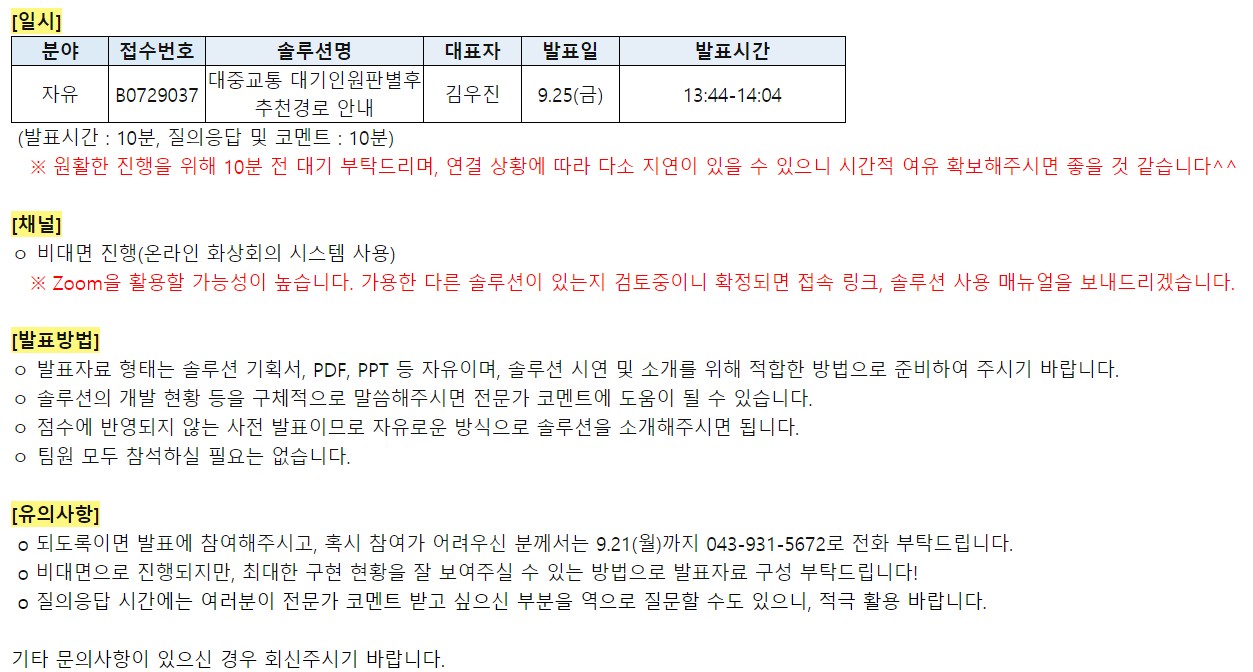 [일시]
분야 접수번호 솔루션명 대표자 발표일 발표시간
자유 B0729037 대중교통 대기인원판별후 추천경로 안내 김우진 9.25(금) 13:44-14:04
(발표시간 : 10분, 질의응답 및 코멘트 : 10분)
※ 원활한 진행을 위해 10분 전 대기 부탁드리며, 연결 상황에 따라 다소 지연이 있을 수 있으니 시간적 여유 확보해주시면 좋을 것 같습니다^^
[채널]
ㅇ 비대면 진행(온라인 화상회의 시스템 사용)
※ Zoom을 활용할 가능성이 높습니다. 가용한 다른 솔루션이 있는지 검토중이니 확정되면 접속 링크, 솔루션 사용 매뉴얼을 보내드리겠습니다.
[발표방법]
ㅇ 발표자료 형태는 솔루션 기획서, PDF, PPT 등 자유이며, 솔루션 시연 및 소개를 위해 적합한 방법으로 준비하여 주시기 바랍니다.
ㅇ 솔루션의 개발 현황 등을 구체적으로 말씀해주시면 전문가 코멘트에 도움이 될 수 있습니다.
ㅇ 점수에 반영되지 않는 사전 발표이므로 자유로운 방식으로 솔루션을 소개해주시면 됩니다.
ㅇ 팀원 모두 참석하실 필요는 없습니다.
[유의사항]
o 되도록이면 발표에 참여해주시고, 혹시 참여가 어려우신 분께서는 9.21(월)까지 043-931-5672로 전화 부탁드립니다.
o 비대면으로 진행되지만, 최대한 구현 현황을 잘 보여주실 수 있는 방법으로 발표자료 구성 부탁드립니다!
o 질의응답 시간에는 여러분이 전문가 코멘트 받고 싶으신 부분을 역으로 질문할 수도 있으니, 적극 활용 바랍니다.
기타 문의사항이 있으신 경우 회신주시기 바랍니다.